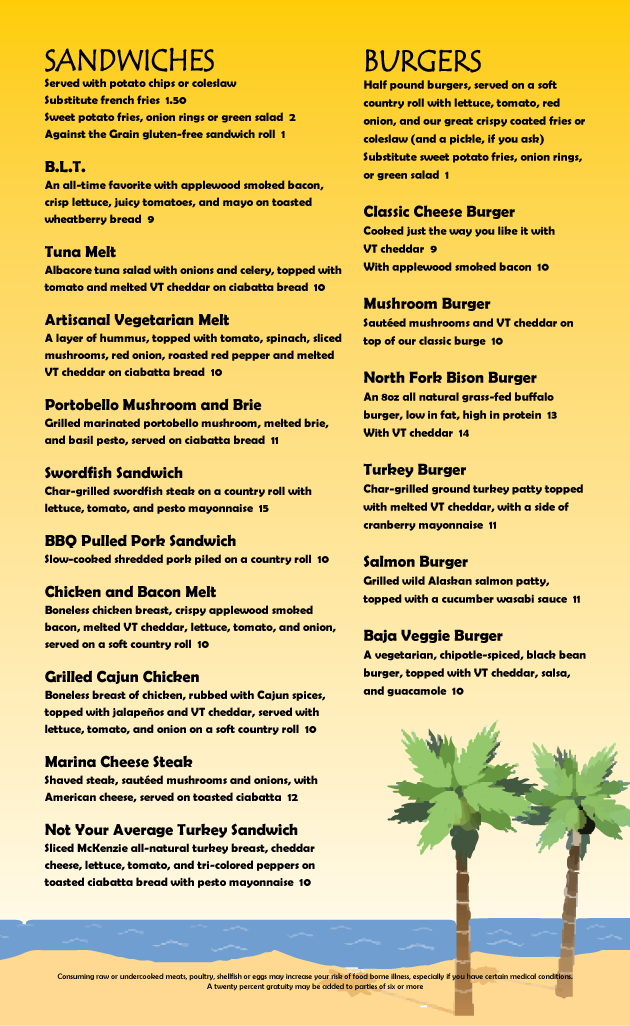 SANDWICHES
Served with potato chips or coleslaw
Substitute french fries 1.50
Sweet potato fries, onion rings or green salad 2
Against the Grain gluten-free sandwich roll 1
B.L.T.
An all-time favorite with applewood smoked bacon,
crisp lettuce, juicy tomatoes, and mayo on toasted
wheatberry bread 9
Tuna Melt
Albacore tuna salad with onions and celery, topped with
tomato and melted VT cheddar on ciabatta bread 10
Artisanal Vegetarian Melt
A layer of hummus, topped with tomato, spinach, sliced
mushrooms, red onion, roasted red pepper and melted
VT cheddar on ciabatta bread 10
Portobello Mushroom and Brie
Grilled marinated portobello mushroom, melted brie,
and basil pesto, served on ciabatta bread 11
Swordfish Sandwich
Char-grilled swordfish steak on a country roll with
lettuce, tomato, and pesto mayonnaise 15
BBQ Pulled Pork Sandwich
Slow-cooked shredded pork piled on a country roll 10
Chicken and Bacon Melt
Boneless chicken breast, crispy applewood smoked
bacon, melted VT cheddar, lettuce, tomato, and onion,
served on a soft country roll 10
Grilled Cajun Chicken
Boneless breast of chicken, rubbed with Cajun spices,
topped with jalapeños and VT cheddar, served with
lettuce, tomato, and onion on a soft country roll 10
Marina Cheese Steak
Shaved steak, sautéed mushrooms and onions, with
American cheese, served on toasted ciabatta 12
Not Your Average Turkey Sandwich
Sliced McKenzie all-natural turkey breast, cheddar
cheese, lettuce, tomato, and tri-colored peppers on
toasted ciabatta bread with pesto mayonnaise 10
BURGERS
Half pound burgers, served on a soft
country roll with lettuce, tomato, red
onion, and our great crispy coated fries or
coleslaw (and a pickle, if you ask)
Substitute sweet potato fries, onion rings,
or green salad 1
Classic Cheese Burger
Cooked just the way you like it with
VT cheddar 9
With applewood smoked bacon 10
Mushroom Burger
Sautéed mushrooms and VT cheddar on
top of our classic burge 10
North Fork Bison Burger
An 8oz all natural grass-fed buffalo
burger, low in fat, high in protein 13
With VT cheddar 14
Turkey Burger
Char-grilled ground turkey patty topped
with melted VT cheddar, with a side of
cranberry mayonnaise 11
Salmon Burger
Grilled wild Alaskan salmon patty,
topped with a cucumber wasabi sauce 11
Baja Veggie Burger
A vegetarian, chipotle-spiced, black bean
burger, topped with VT cheddar, salsa,
and guacamole 10
Consuming raw or undercooked meats, poultry, shellfish or eggs may increase your risk of food borne illness, especially if you have certain medical conditions.
A twenty percent gratuity may be added to parties of six or more